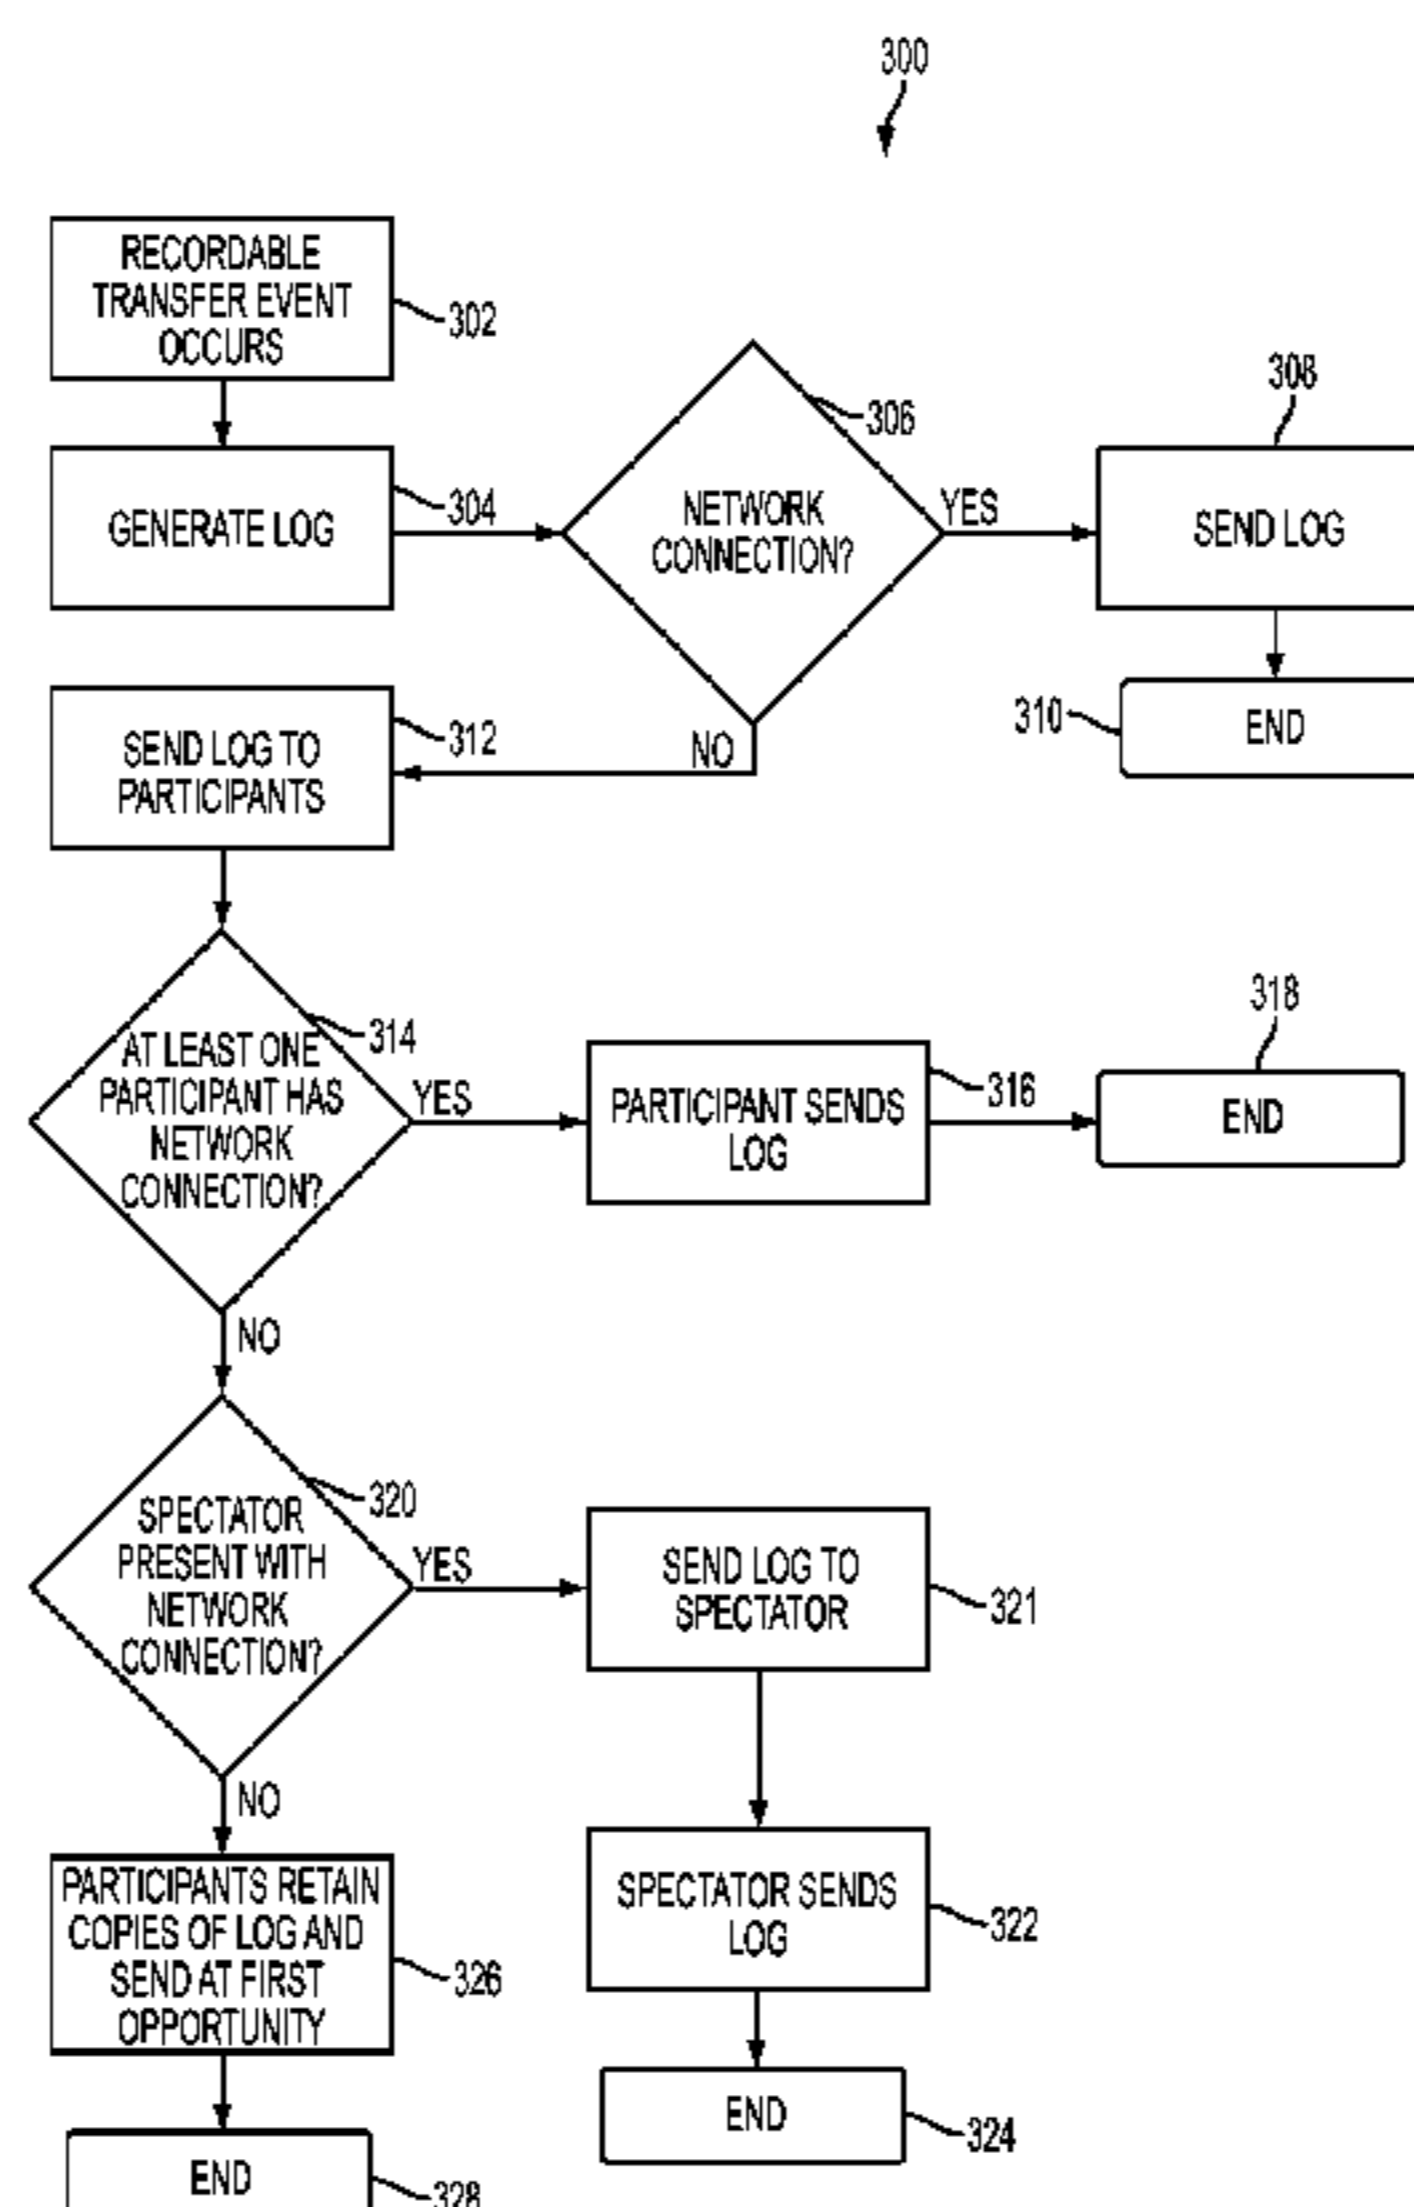 300
RECORDABLE
TRANSFER EVENT
OCCURS
302
GENERATE LOG
304
NETWORK
CONNECTION?
306
YES
308
SEND LOG
310
END
NO
SEND LOG TO
PARTICIPANTS
312
AT LEAST ONE
PARTICIPANT HAS
NETWORK
CONNECTION?
314
YES
PARTICIPANT SENDS
LOG
316
318
END
NO
SPECTATOR
PRESENT WITH
NETWORK
CONNECTION?
320
YES
SEND LOG TO
SPECTATOR
321
NO
SPECTATOR SENDS
LOG
322
PARTICIPANTS RETAIN
COPIES OF LOG AND
SEND AT FIRST
OPPORTUNITY
326
END
324
END
328